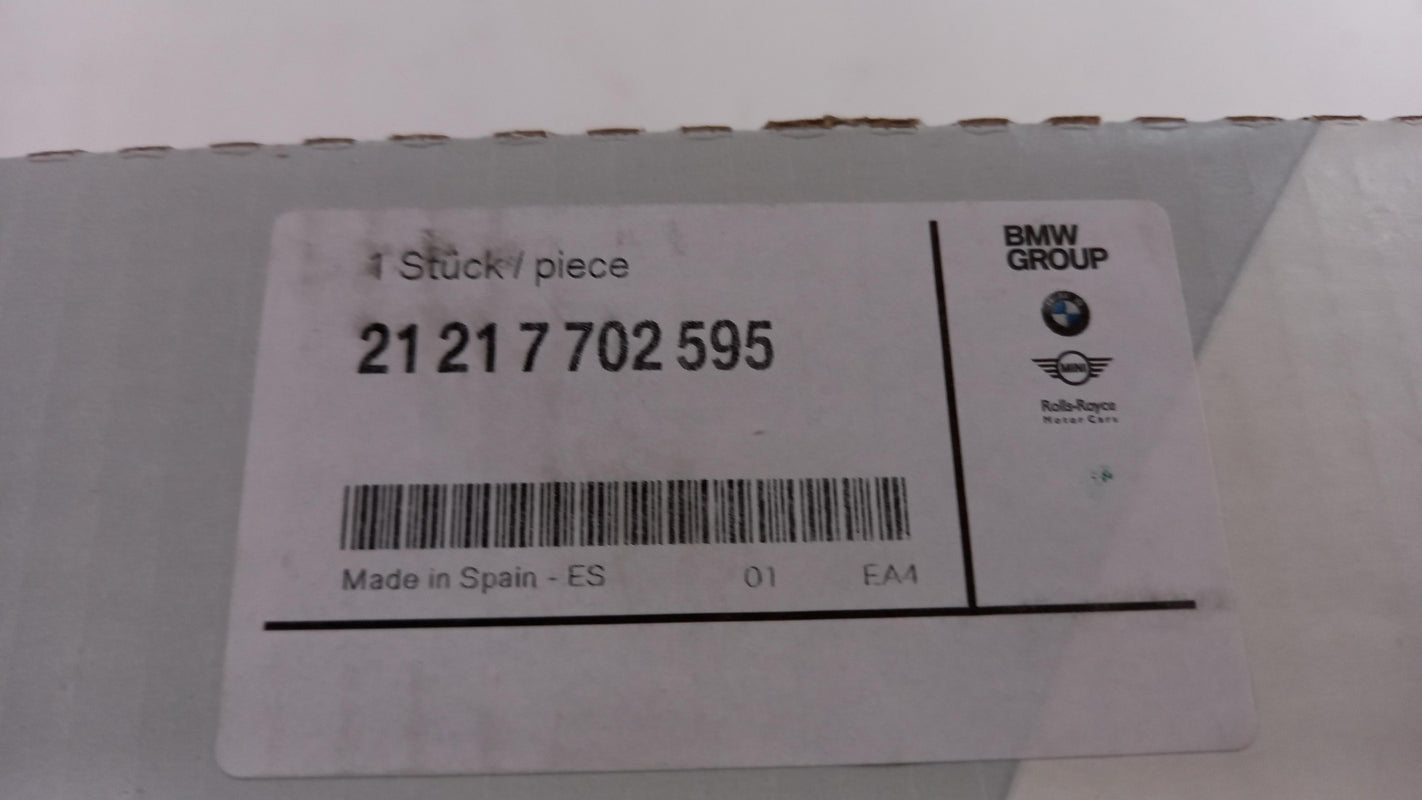 1 Stück / piece
21 21 7 702 595
Made in Spain - ES 01 EA4
BMW
GROUP
MINI
Rolls-Royce
Motor Cars